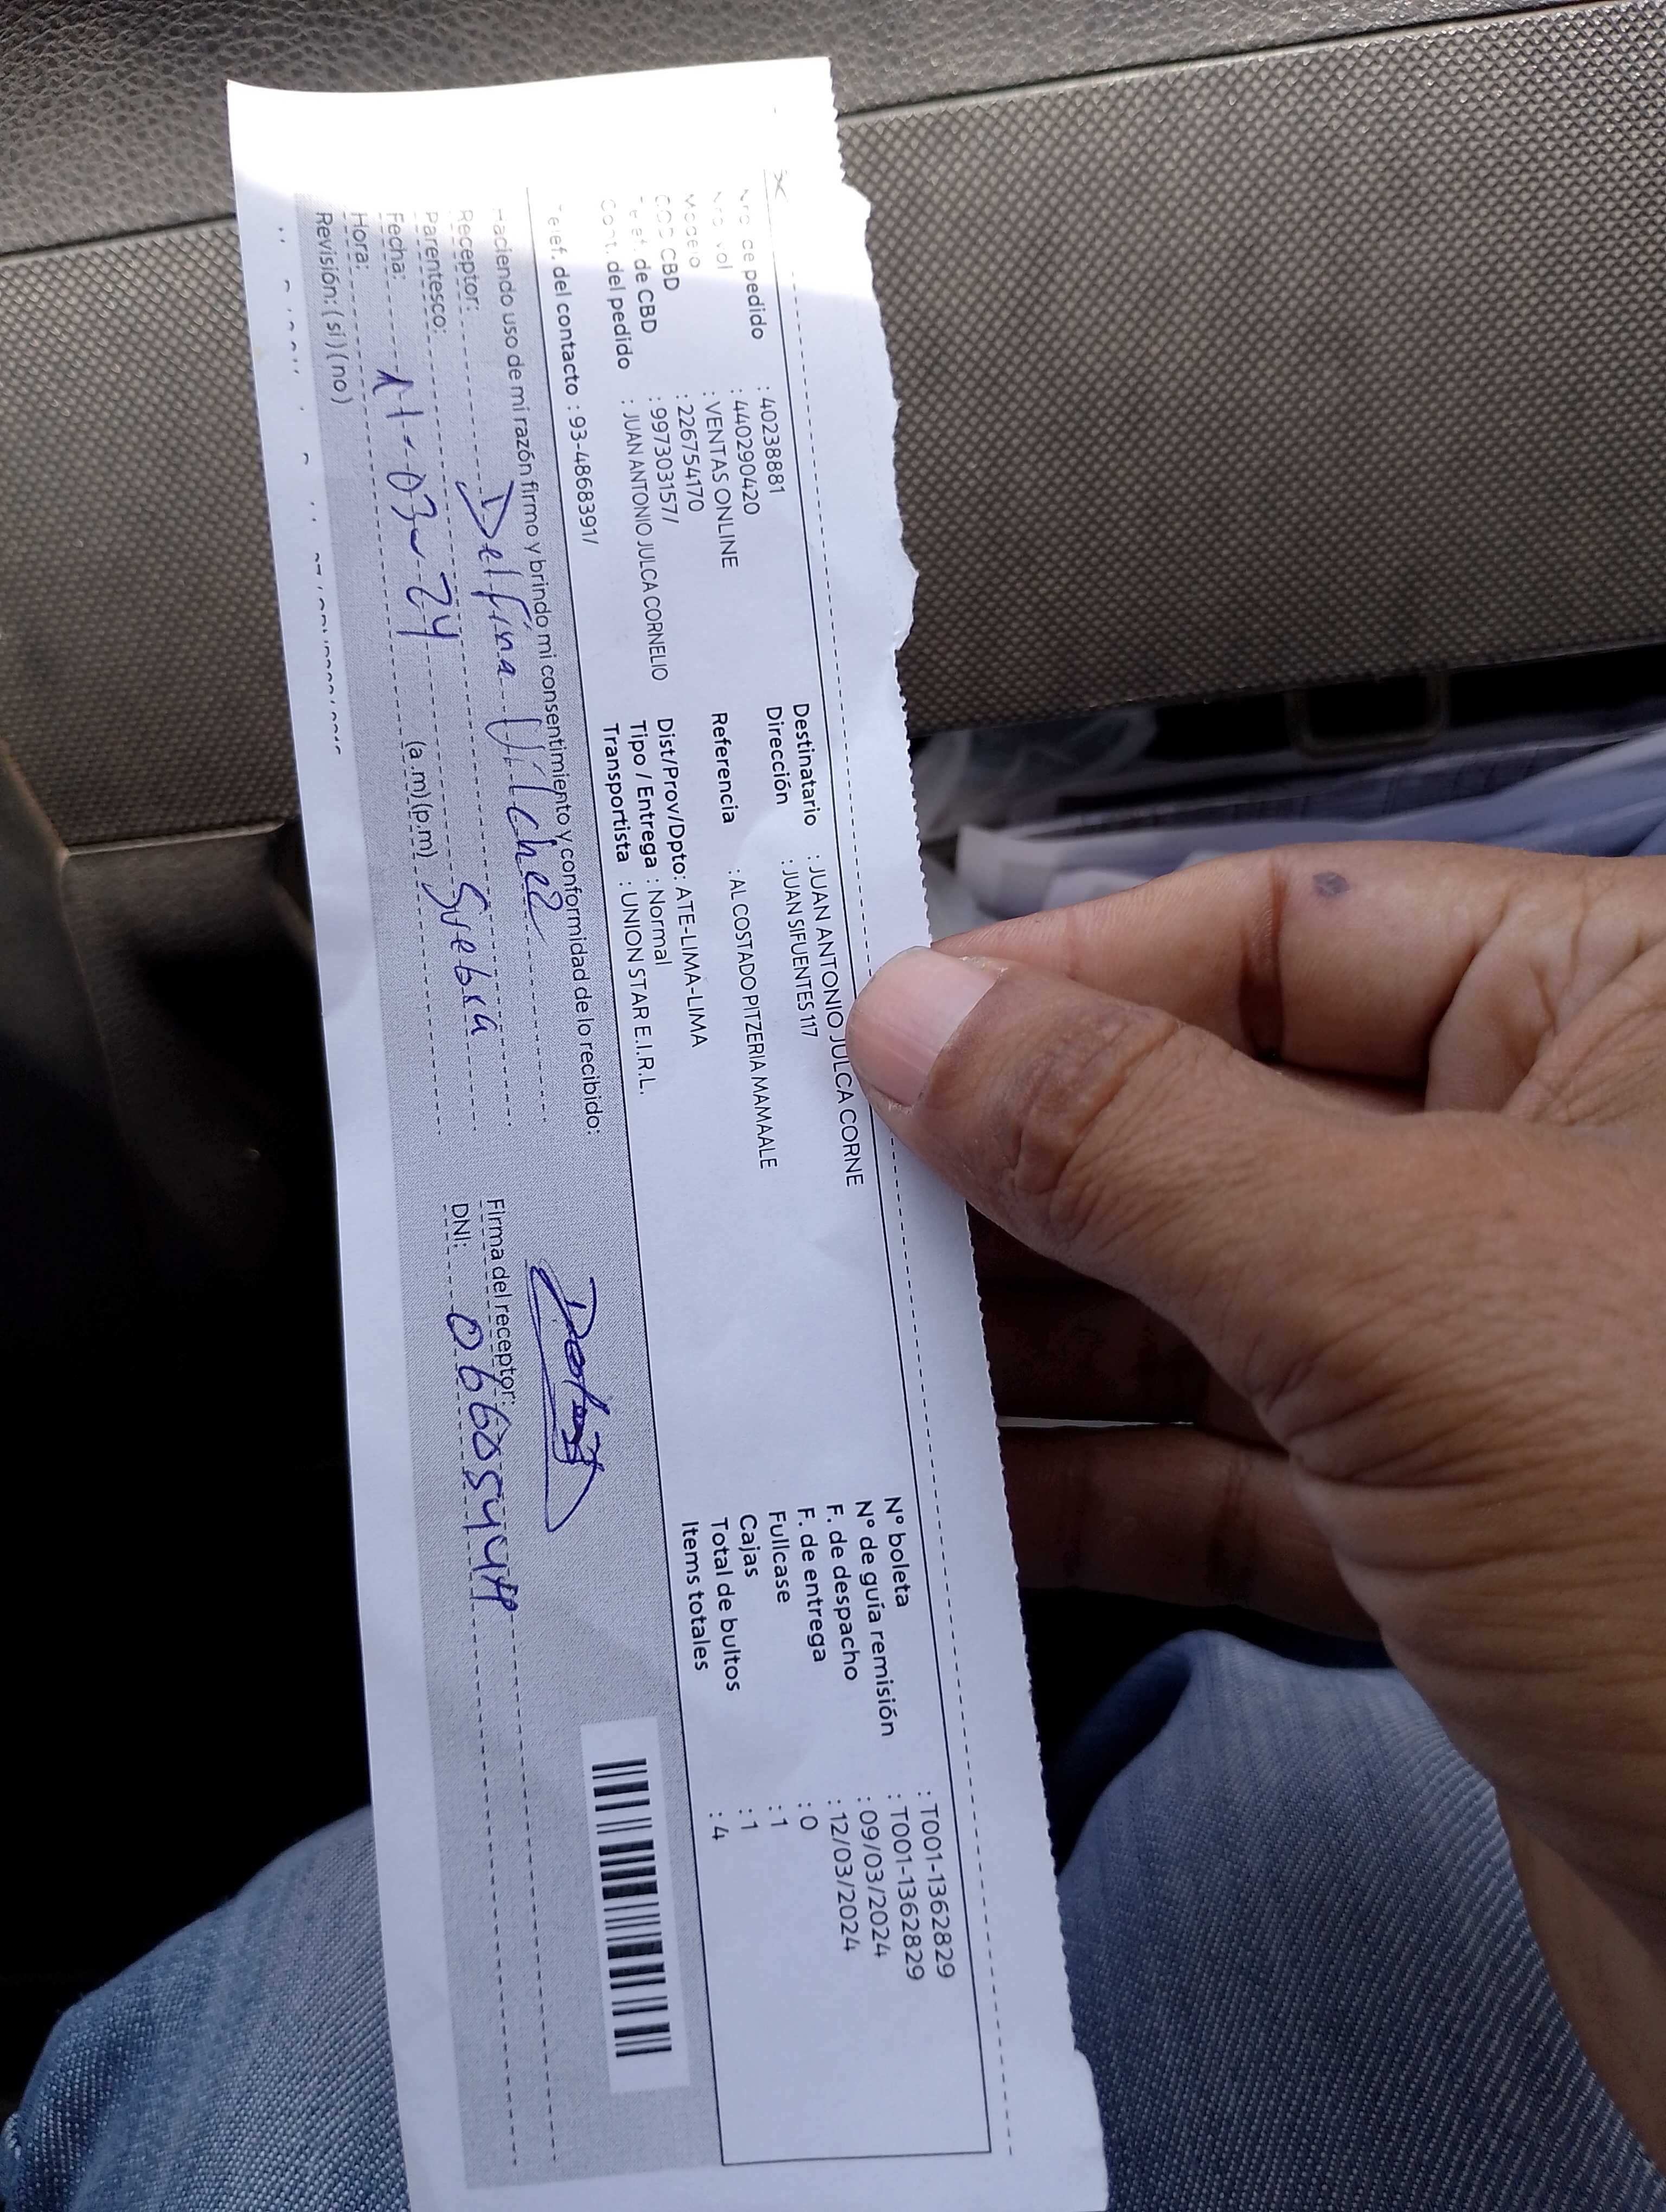 Nro de pedido : 40238881
Nro vol : 440290420
: VENTAS ONLINE
COD CBD : 226754170
Telef. de CBD : 997303157/
Cont. del pedido : JUAN ANTONIO JULCA CORNELIO
Telef. del contacto : 93-4868391/
Destinatario : JUAN ANTONIO JULCA CORNE
Dirección : JUAN SIFUENTES 117
Referencia : AL COSTADO PITZERIA MAMAALE
Dist/Prov/Dpto: ATE-LIMA-LIMA
Tipo / Entrega : Normal
Transportista : UNION STAR E.I.R.L.
N° boleta : T001-1362829
N° de guía remisión : T001-1362829
F. de despacho : 09/03/2024
F. de entrega : 12/03/2024
Fullcase : 0
Cajas : 1
Total de bultos : 1
Items totales : 4
Haciendo uso de mi razón firmo y brindo mi consentimiento y conformidad de lo recibido:
Receptor: Delfina Vílchez
Parentesco: Suebra
Fecha: 11-03-24
Hora: (a.m)(p.m)
Revisión: (si) (no)
Firma del receptor:
DNI: